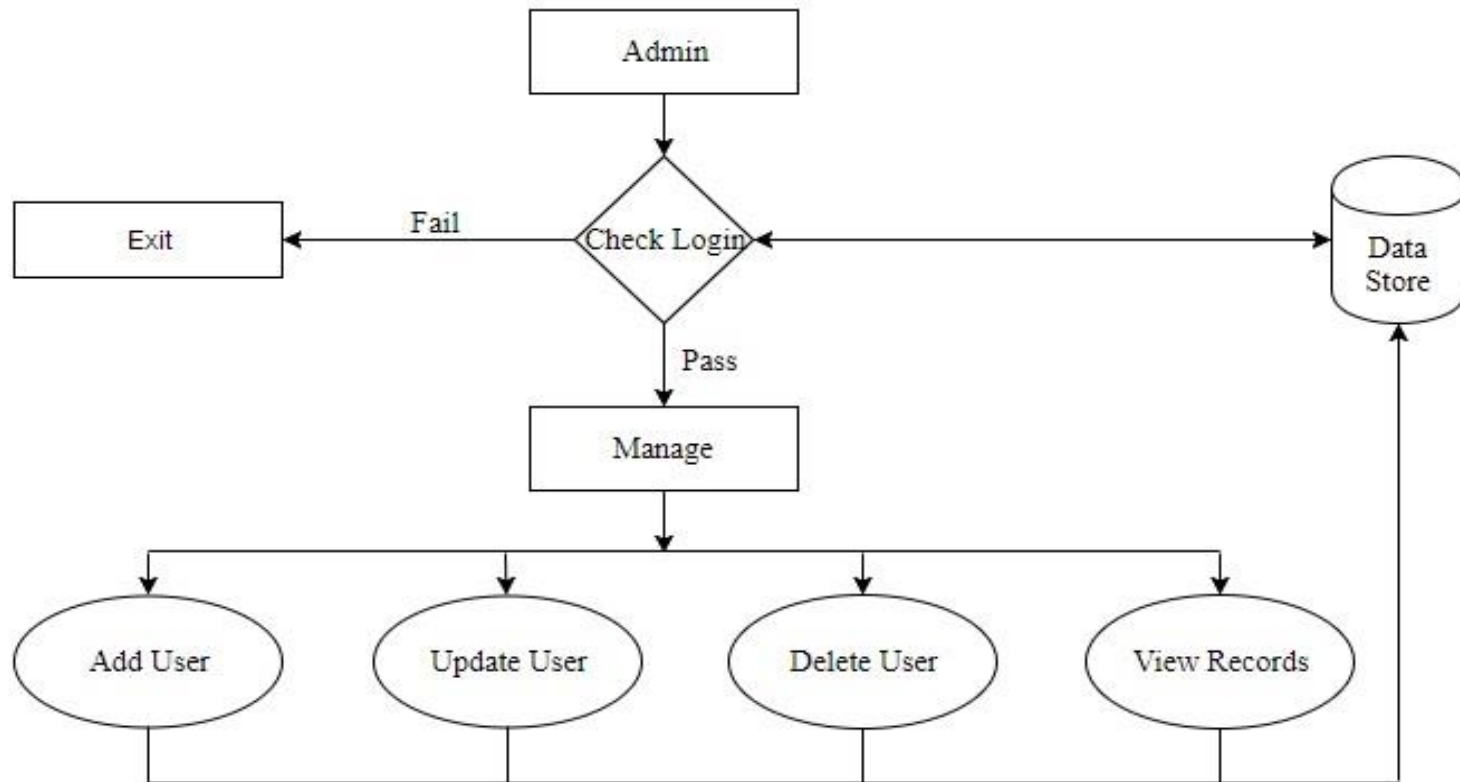 Admin
Fail
Exit
Check Login
Data
Store
Pass
Manage
Add User
Update User
Delete User
View Records